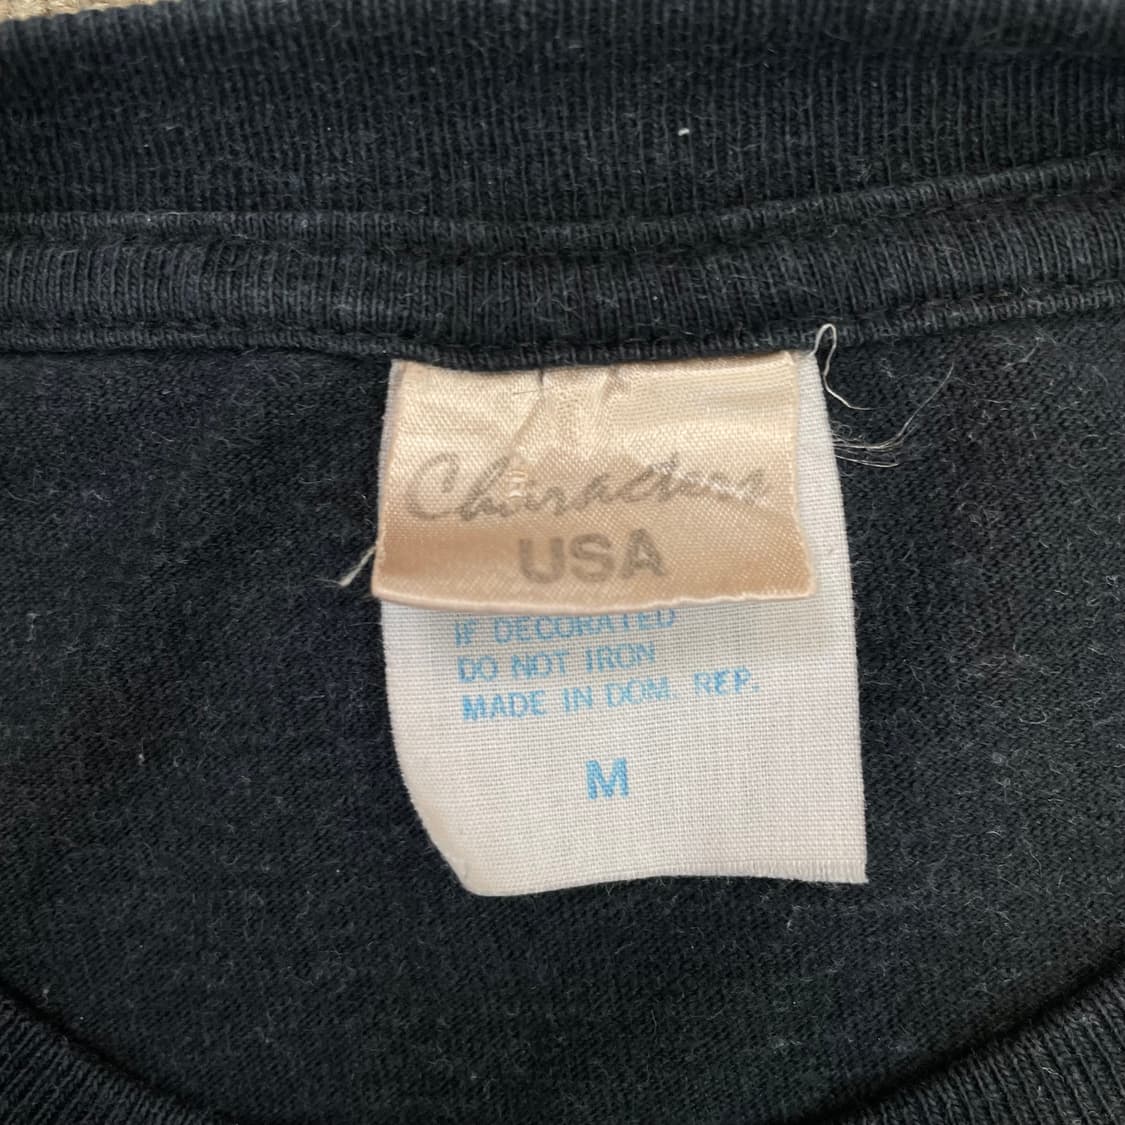 Characters
USA
IF DECORATED
DO NOT IRON
MADE IN DOM. REP.
M